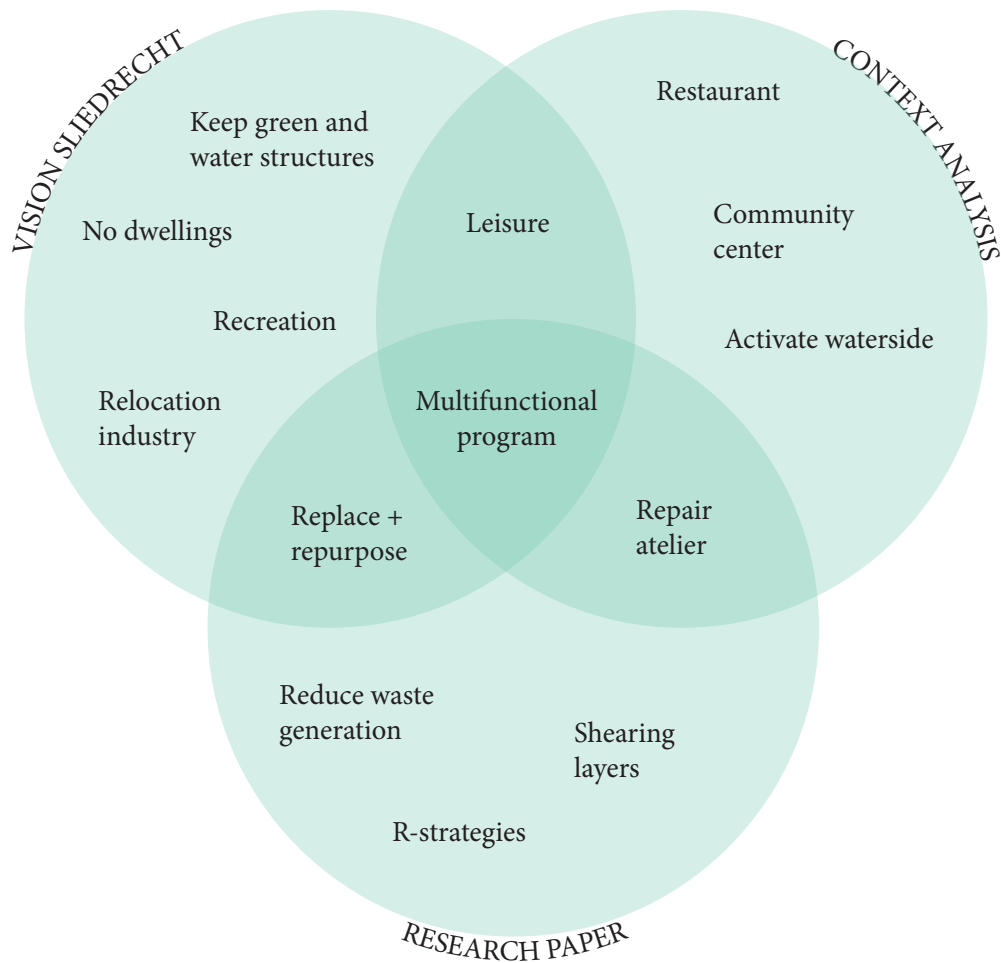 VISION SLIEDRECHT
CONTEXT ANALYSIS
Restaurant
Keep green and
water structures
Leisure
Community
center
No dwellings
Recreation
Activate waterside
Relocation
industry
Multifunctional
program
Replace +
repurpose
Repair
atelier
Reduce waste
generation
Shearing
layers
R-strategies
RESEARCH PAPER